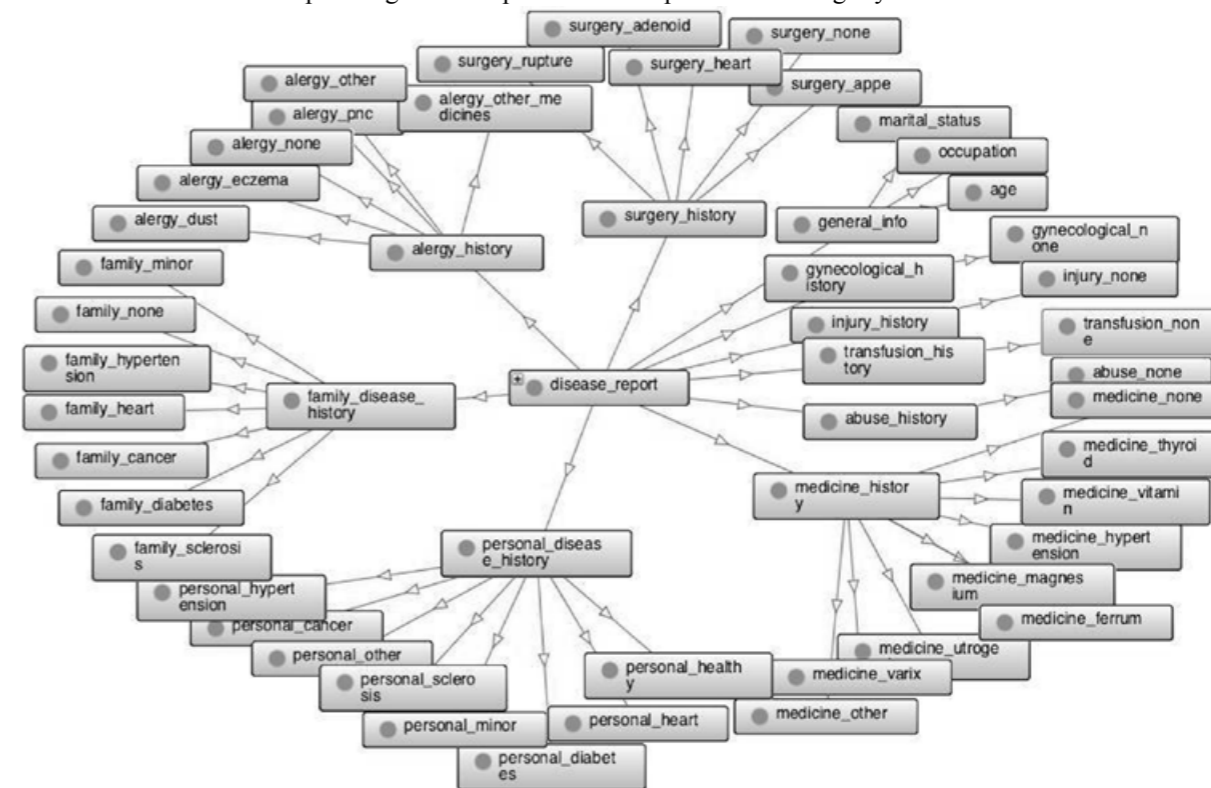 surgery_adenoid
surgery_none
surgery_rupture
surgery_heart
alergy_other
surgery_appe
alergy_other_me
dicines
alergy_pnc
marital_status
alergy_none
occupation
alergy_eczema
age
alergy_dust
surgery_history
general_info
alergy_history
gynecological_n
one
family_minor
gynecological_h
istory
injury_none
family_none
injury_history
transfusion_non
e
family_hyperten
sion
transfusion_his
tory
abuse_none
disease_report
family_disease_
history
medicine_none
family_heart
abuse_history
medicine_thyroi
d
family_cancer
medicine_histor
y
medicine_vitami
n
family_diabetes
medicine_hypert
ension
family_sclerosi
s
personal_diseas
e_history
medicine_magnes
ium
personal_hypert
ension
medicine_ferrum
personal_cancer
medicine_utroge
personal_other
personal_health
y
medicine_varix
personal_sclero
sis
medicine_other
personal_minor
personal_heart
personal_diabet
es